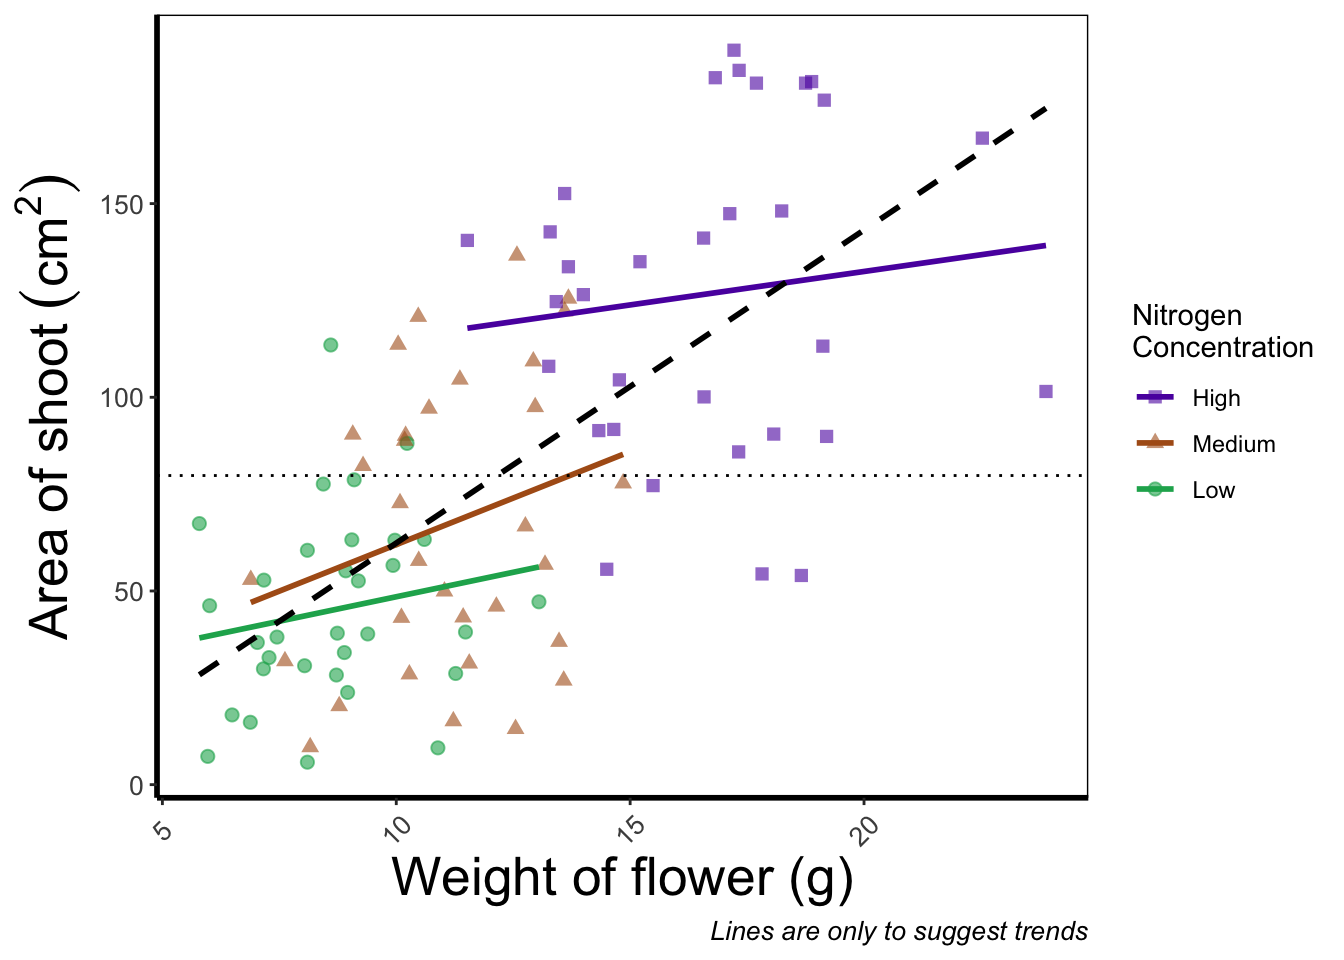 Area of shoot (cm²)
150
100
50
0
5
10
15
20
Weight of flower (g)
Lines are only to suggest trends
Nitrogen
Concentration
High
Medium
Low